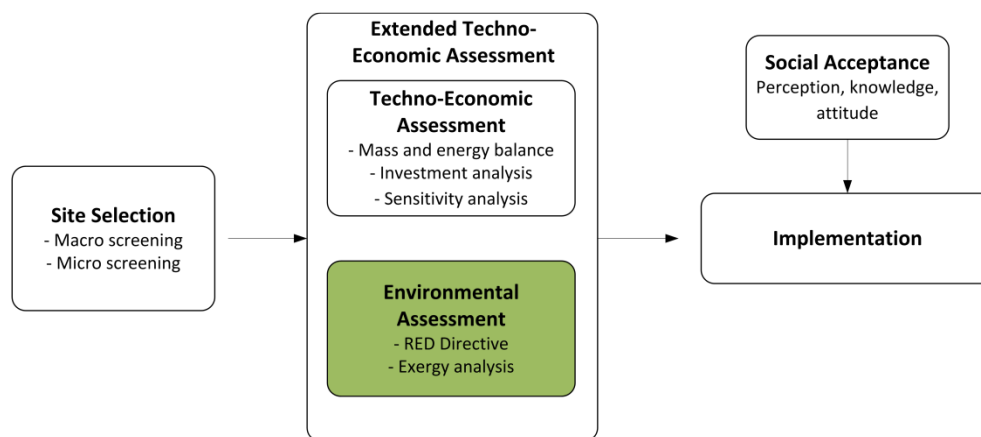 Site Selection
- Macro screening
- Micro screening
Extended Techno-
Economic Assessment
Techno-Economic
Assessment
- Mass and energy balance
- Investment analysis
- Sensitivity analysis
Environmental
Assessment
- RED Directive
- Exergy analysis
Social Acceptance
Perception, knowledge,
attitude
Implementation